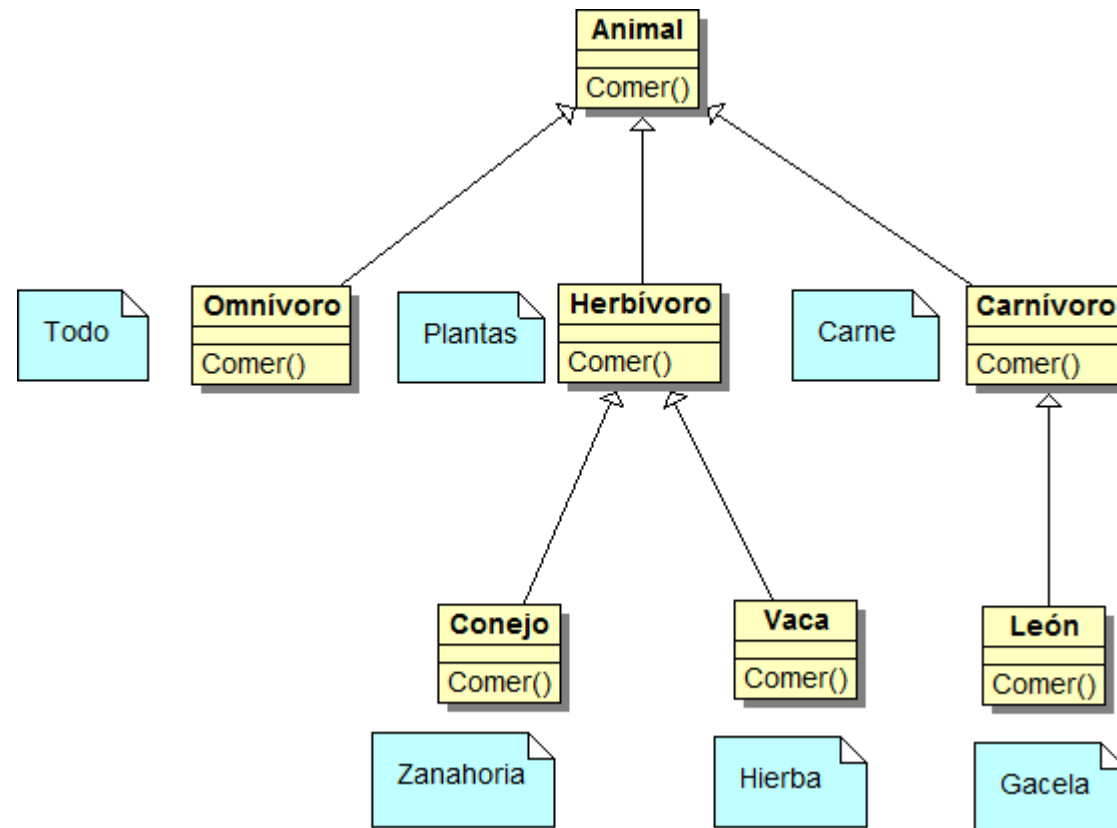 Animal
Comer()
Todo
Omnívoro
Comer()
Plantas
Herbívoro
Comer()
Carne
Carnívoro
Comer()
Conejo
Comer()
Vaca
Comer()
León
Comer()
Zanahoria
Hierba
Gacela